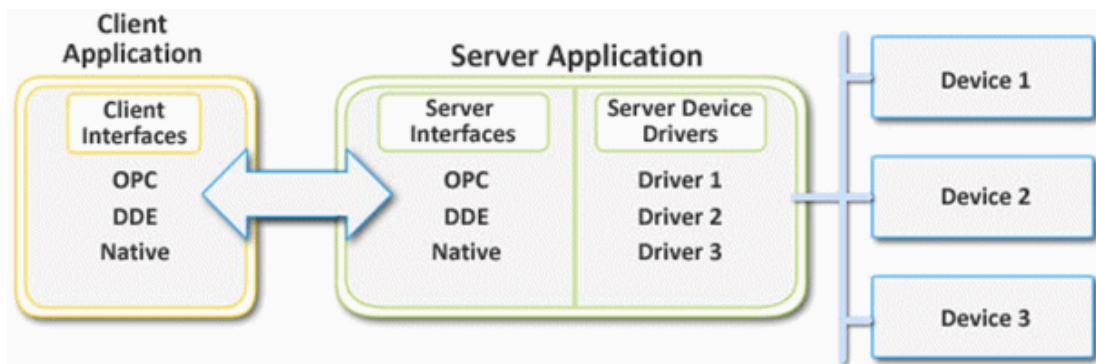 Client
Application
Server Application
Client
Interfaces
OPC
DDE
Native
Server
Interfaces
OPC
DDE
Native
Server Device
Drivers
Driver 1
Driver 2
Driver 3
Device 1
Device 2
Device 3